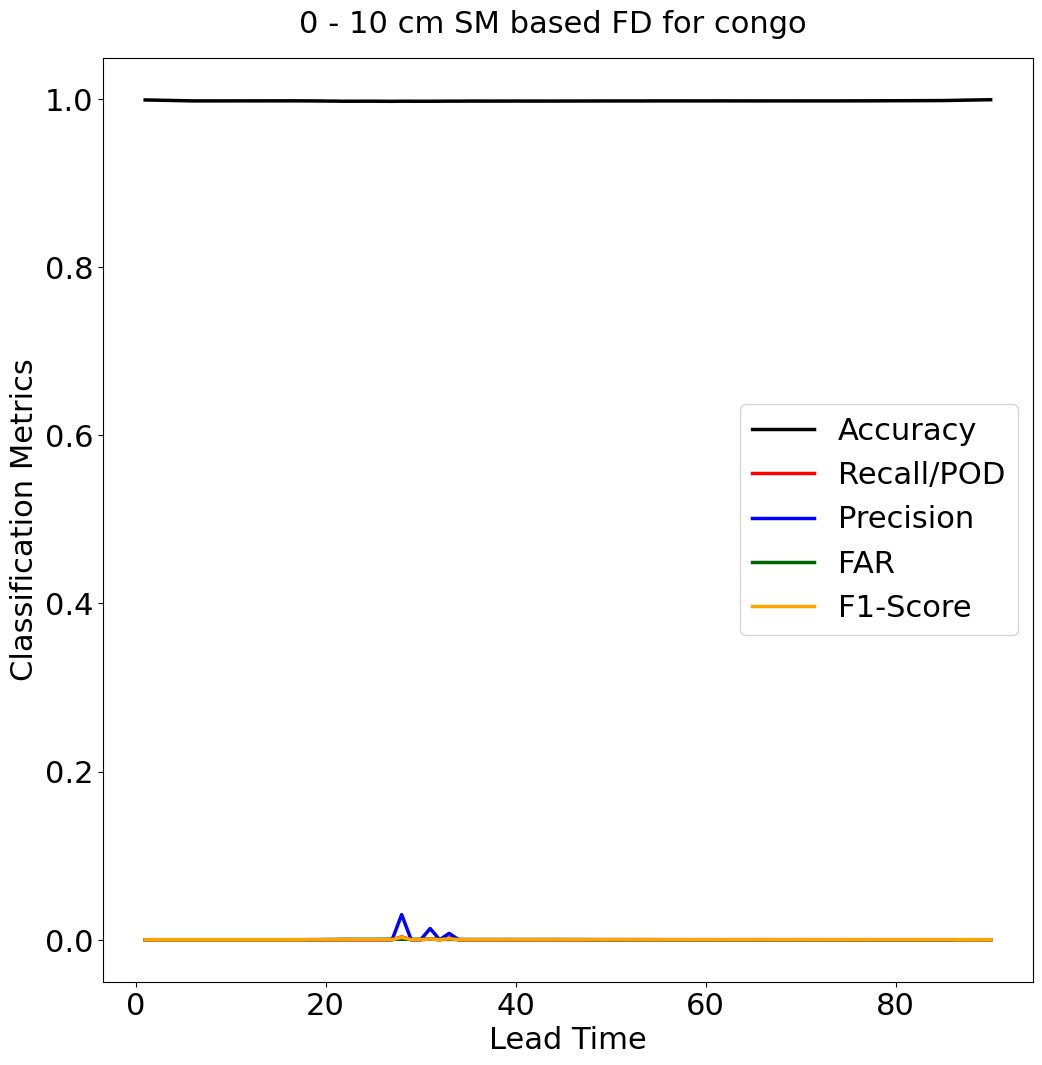 0 - 10 cm SM based FD for congo
1.0
0.8
0.6
0.4
0.2
0.0
Classification Metrics
Accuracy
Recall/POD
Precision
FAR
F1-Score
0 20 40 60 80
Lead Time